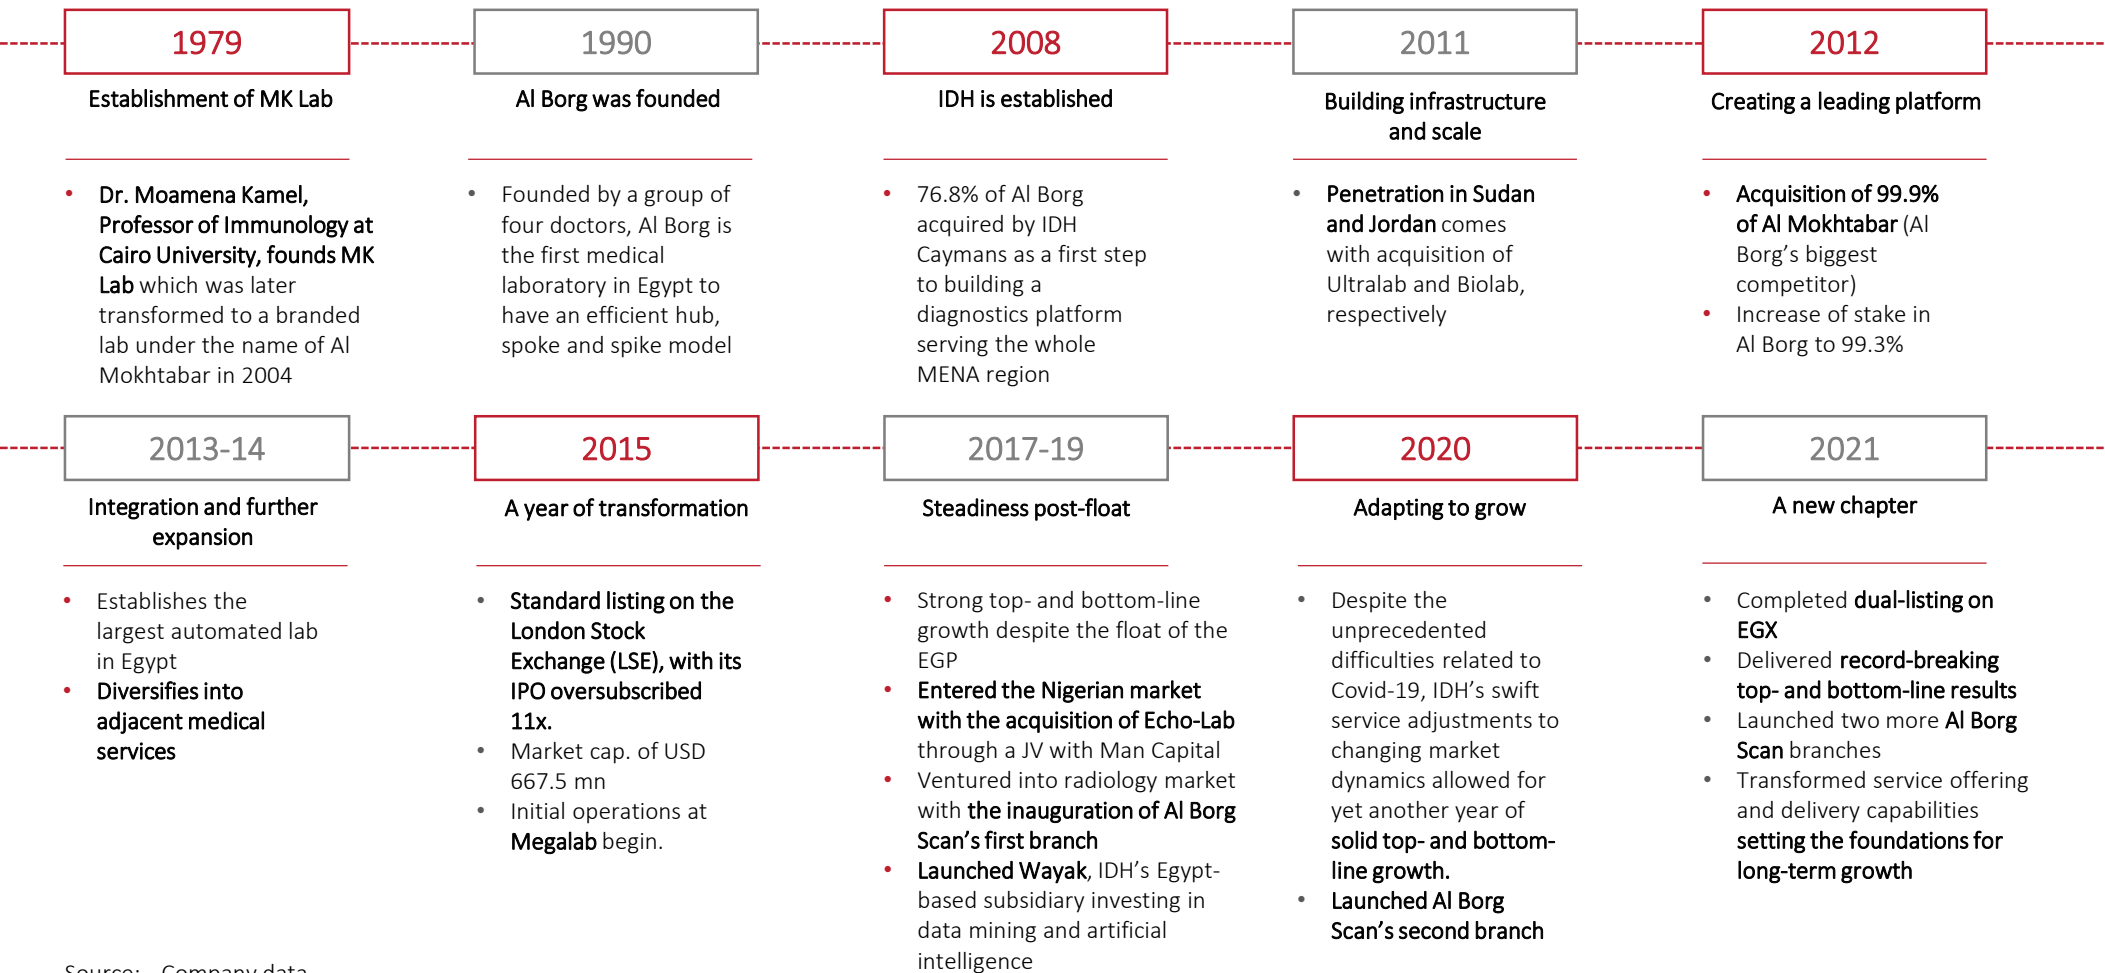 1979
1990
2008
2011
2012
Establishment of MK Lab
Al Borg was founded
IDH is established
Building infrastructure
and scale
Creating a leading platform
• Dr. Moamena Kamel,
Professor of Immunology at
Cairo University, founds MK
Lab which was later
transformed to a branded
lab under the name of Al
Mokhtabar in 2004
• Founded by a group of
four doctors, Al Borg is
the first medical
laboratory in Egypt to
have an efficient hub,
spoke and spike model
• 76.8% of Al Borg
acquired by IDH
Caymans as a first step
to building a
diagnostics platform
serving the whole
MENA region
• Penetration in Sudan
and Jordan comes
with acquisition of
Ultralab and Biolab,
respectively
• Acquisition of 99.9%
of Al Mokhtabar (Al
Borg’s biggest
competitor)
• Increase of stake in
Al Borg to 99.3%
2013-14
2015
2017-19
2020
2021
Integration and further
expansion
A year of transformation
Steadiness post-float
Adapting to grow
A new chapter
• Establishes the
largest automated lab
in Egypt
• Diversifies into
adjacent medical
services
• Standard listing on the
London Stock
Exchange (LSE), with its
IPO oversubscribed
11x.
• Market cap. of USD
667.5 mn
• Initial operations at
Megalab begin.
• Strong top- and bottom-line
growth despite the float of the
EGP
• Entered the Nigerian market
with the acquisition of Echo-Lab
through a JV with Man Capital
• Ventured into radiology market
with the inauguration of Al Borg
Scan’s first branch
• Launched Wayak, IDH’s Egypt-
based subsidiary investing in
data mining and artificial
intelligence
• Despite the
unprecedented
difficulties related to
Covid-19, IDH’s swift
service adjustments to
changing market
dynamics allowed for
yet another year of
solid top- and bottom-
line growth.
• Launched Al Borg
Scan’s second branch
• Completed dual-listing on
EGX
• Delivered record-breaking
top- and bottom-line results
• Launched two more Al Borg
Scan branches
• Transformed service offering
and delivery capabilities
setting the foundations for
long-term growth
Source: Company data